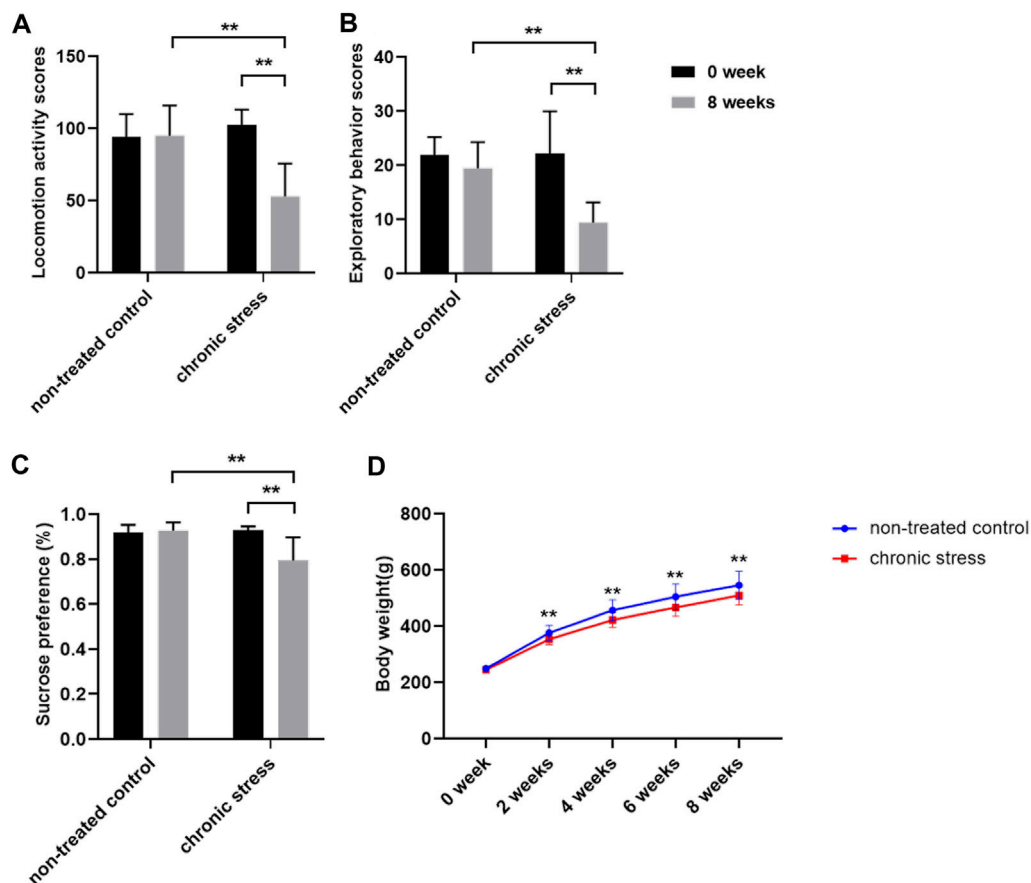 A
**
**
150
100
50
0
Locomotion activity scores
non-treated control
chronic stress
B
**
**
40
30
20
10
0
Exploratory behavior scores
non-treated control
chronic stress
0 week
8 weeks
C
**
**
1.0
0.8
0.6
0.4
0.2
0.0
Sucrose preference (%)
non-treated control
chronic stress
D
800
600
400
200
0
Body weight(g)
**
**
**
**
0 week
2 weeks
4 weeks
6 weeks
8 weeks
non-treated control
chronic stress